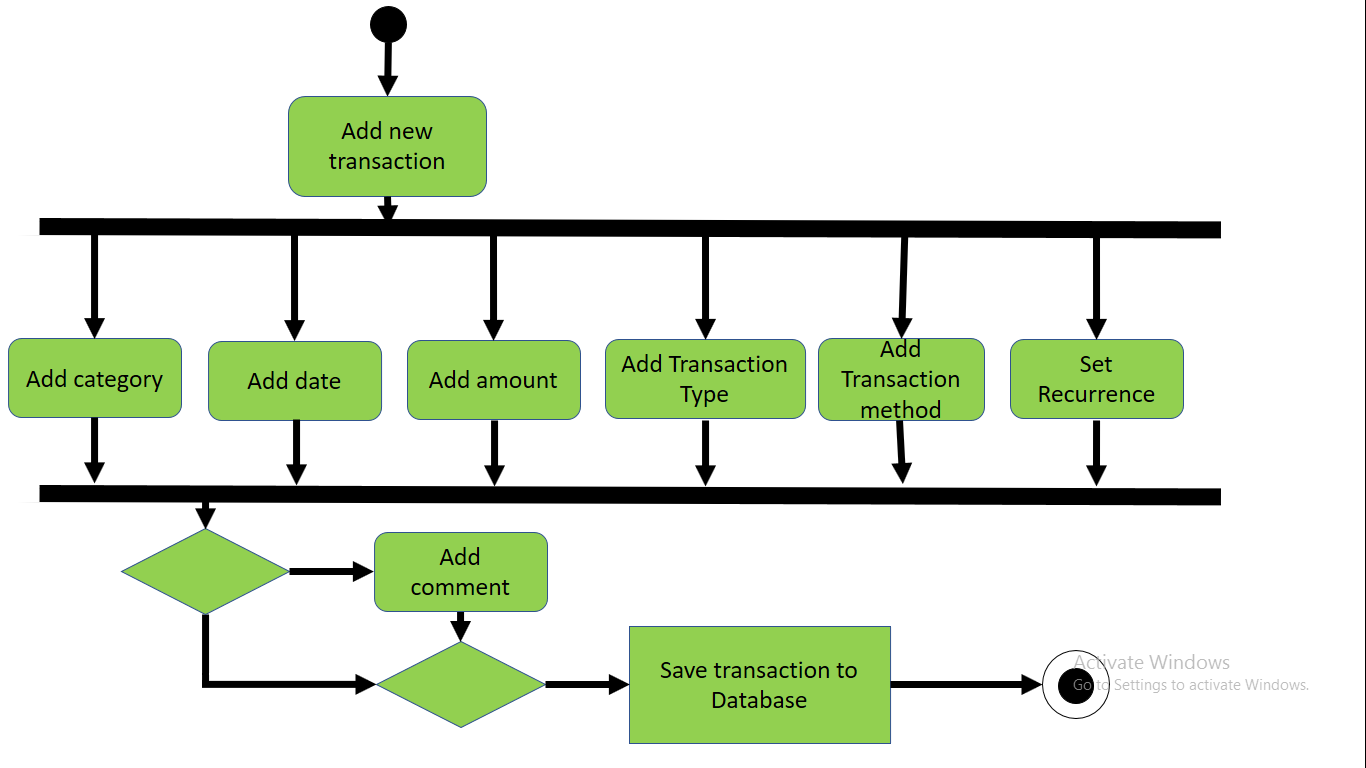 Add new
transaction
Add category
Add date
Add amount
Add Transaction
Type
Add
Transaction
method
Set
Recurrence
Add
comment
Save transaction to
Database
Activate Windows
Go to Settings to activate Windows.